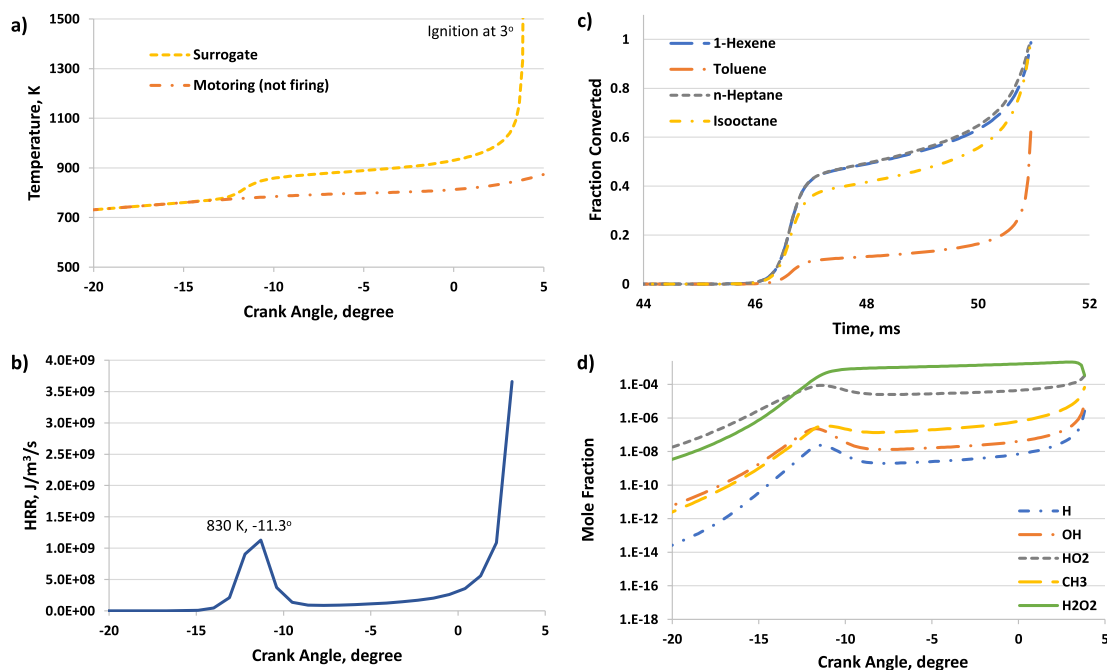 a)
1500
1300
1100
900
700
500
Temperature, K
Ignition at 3°
Surrogate
Motoring (not firing)
-20
-15
-10
-5
0
5
Crank Angle, degree
b)
4.0E+09
3.5E+09
3.0E+09
2.5E+09
2.0E+09
1.5E+09
1.0E+09
5.0E+08
0.0E+00
HRR, J/m³/s
830 K, -11.3°
-20
-15
-10
-5
0
5
Crank Angle, degree
c)
1
0.8
0.6
0.4
0.2
0
Fraction Converted
1-Hexene
Toluene
n-Heptane
Isooctane
44
46
48
50
52
Time, ms
d)
1.E-04
1.E-06
1.E-08
1.E-10
1.E-12
1.E-14
1.E-16
1.E-18
Mole Fraction
H
OH
HO2
CH3
H2O2
-20
-15
-10
-5
0
5
Crank Angle, degree